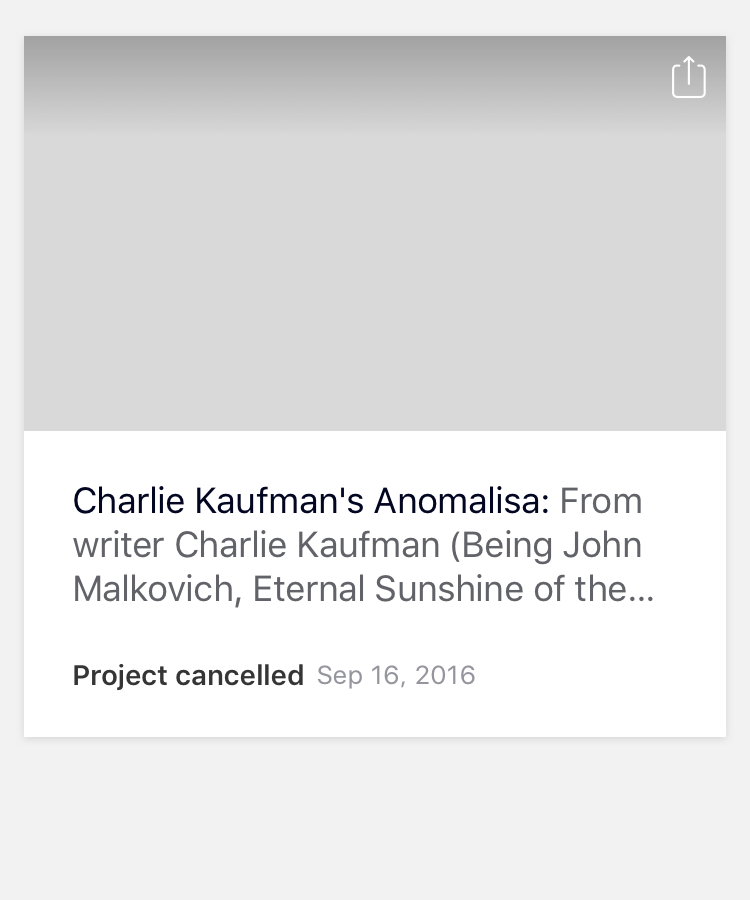 Charlie Kaufman's Anomalisa: From
writer Charlie Kaufman (Being John
Malkovich, Eternal Sunshine of the...
Project cancelled Sep 16, 2016